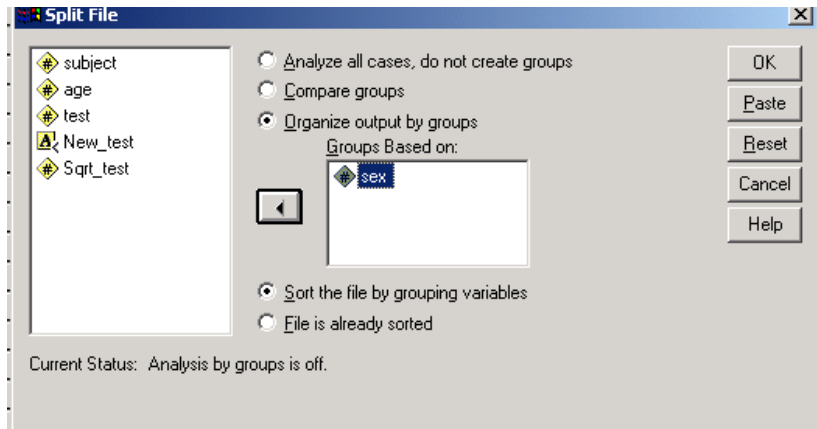 Split File
subject
age
test
New_test
Sqrt_test
Analyze all cases, do not create groups
Compare groups
Organize output by groups
Groups Based on:
sex
Sort the file by grouping variables
File is already sorted
OK
Paste
Reset
Cancel
Help
Current Status: Analysis by groups is off.